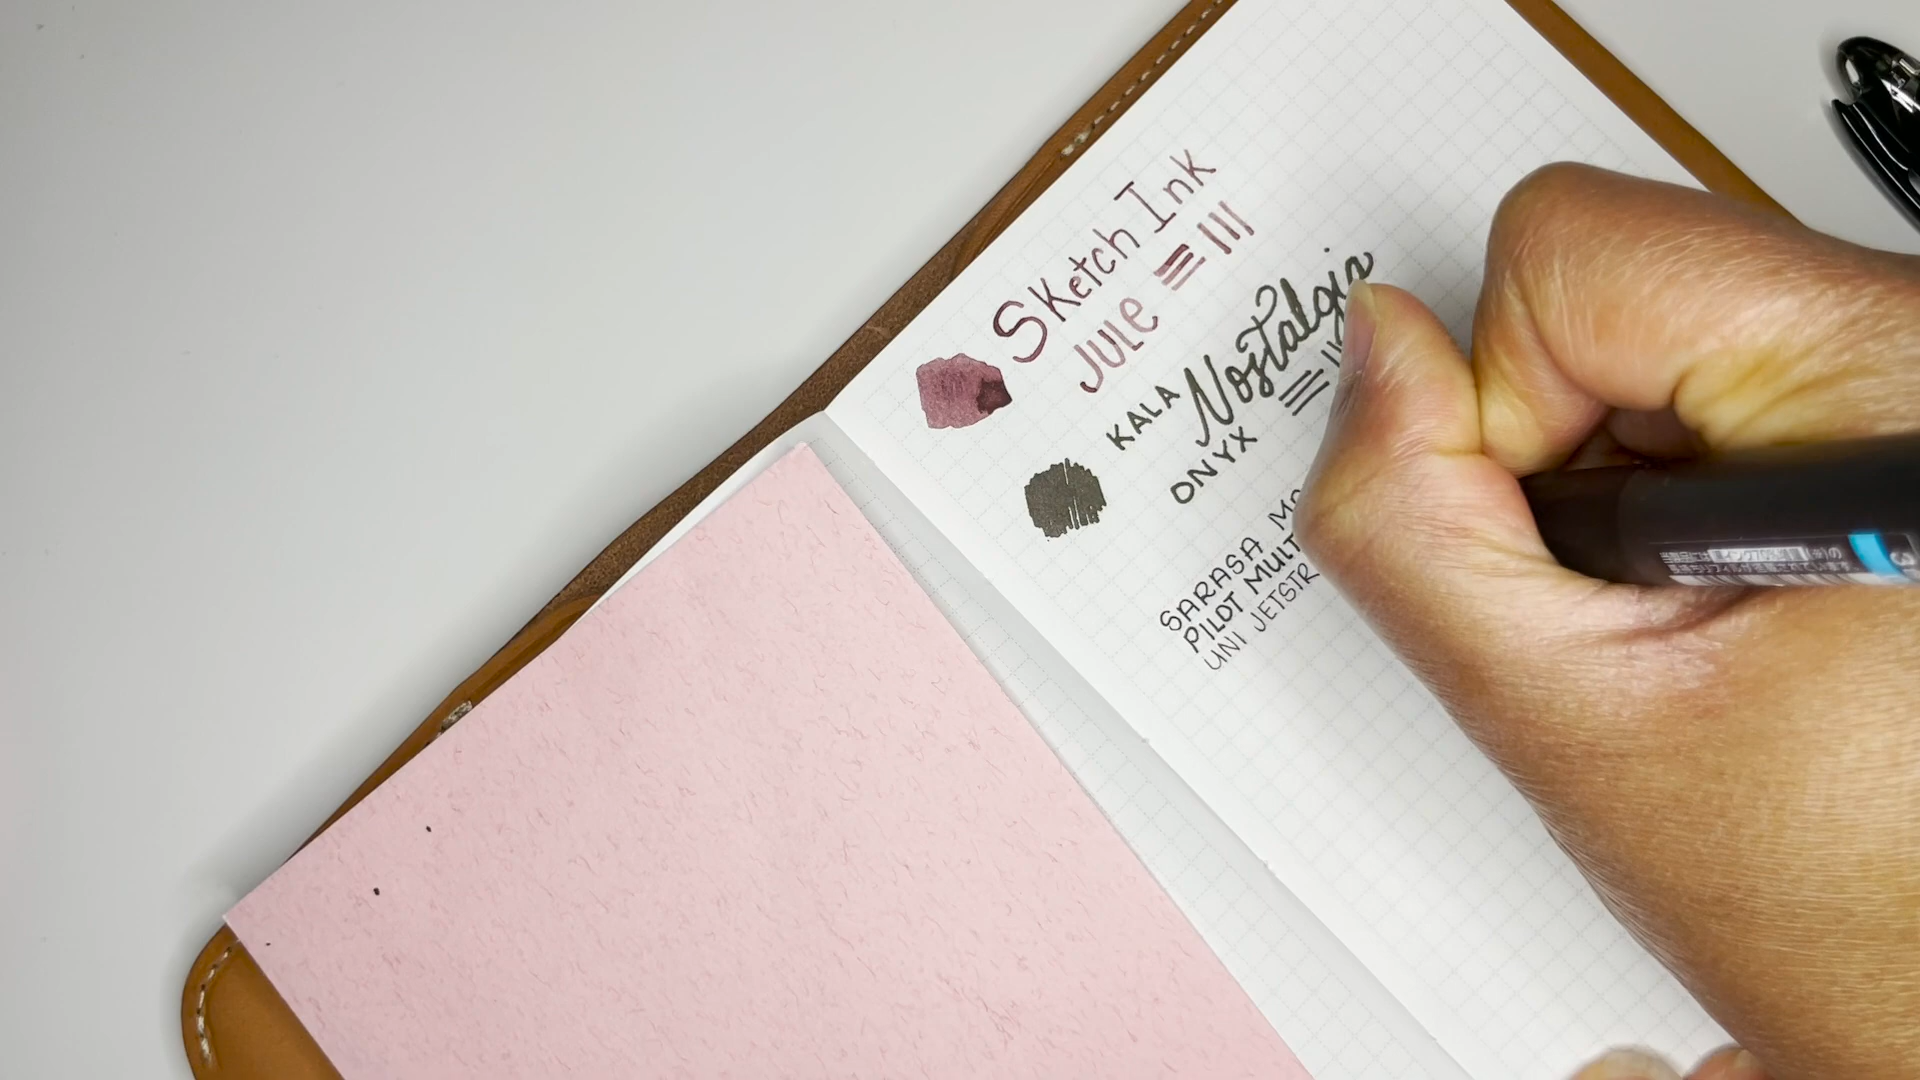 Sketch Ink
JULE
KALA Nostalgia
ONYX
SARASA
PILOT MULT
UNI JETSTR